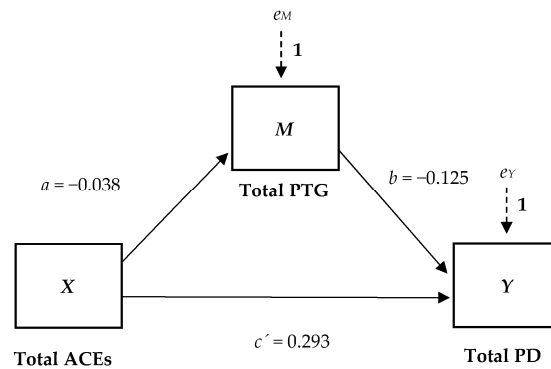 eM
1
M
a = −0.038
Total PTG
b = −0.125
eY
1
X
Y
c´ = 0.293
Total ACEs
Total PD